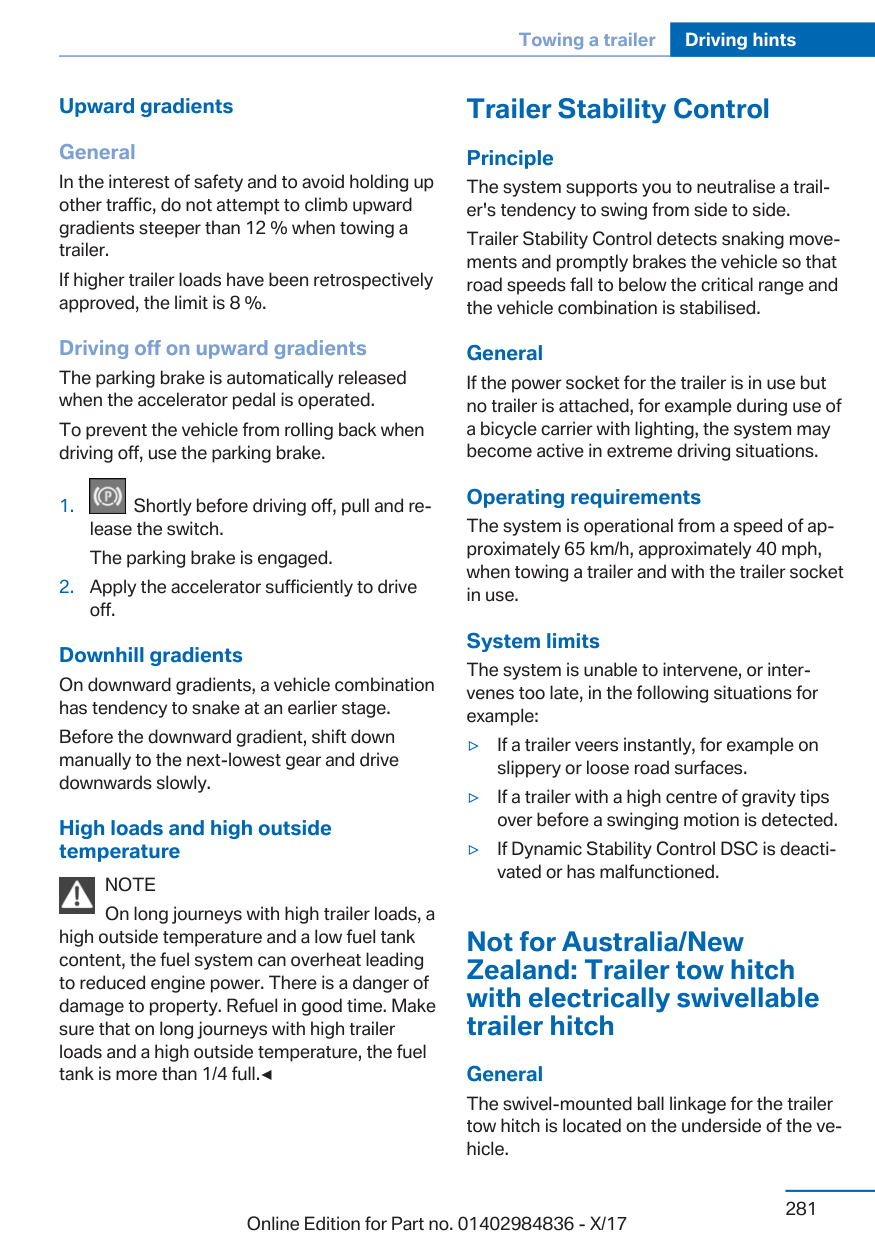 Towing a trailer Driving hints
Upward gradients
General
In the interest of safety and to avoid holding up
other traffic, do not attempt to climb upward
gradients steeper than 12 % when towing a
trailer.
If higher trailer loads have been retrospectively
approved, the limit is 8 %.
Driving off on upward gradients
The parking brake is automatically released
when the accelerator pedal is operated.
To prevent the vehicle from rolling back when
driving off, use the parking brake.
1. Shortly before driving off, pull and re-
lease the switch.
The parking brake is engaged.
2. Apply the accelerator sufficiently to drive
off.
Downhill gradients
On downward gradients, a vehicle combination
has tendency to snake at an earlier stage.
Before the downward gradient, shift down
manually to the next-lowest gear and drive
downwards slowly.
High loads and high outside
temperature
NOTE
On long journeys with high trailer loads, a
high outside temperature and a low fuel tank
content, the fuel system can overheat leading
to reduced engine power. There is a danger of
damage to property. Refuel in good time. Make
sure that on long journeys with high trailer
loads and a high outside temperature, the fuel
tank is more than 1/4 full.◄
Trailer Stability Control
Principle
The system supports you to neutralise a trail-
er's tendency to swing from side to side.
Trailer Stability Control detects snaking move-
ments and promptly brakes the vehicle so that
road speeds fall to below the critical range and
the vehicle combination is stabilised.
General
If the power socket for the trailer is in use but
no trailer is attached, for example during use of
a bicycle carrier with lighting, the system may
become active in extreme driving situations.
Operating requirements
The system is operational from a speed of ap-
proximately 65 km/h, approximately 40 mph,
when towing a trailer and with the trailer socket
in use.
System limits
The system is unable to intervene, or inter-
venes too late, in the following situations for
example:
▷ If a trailer veers instantly, for example on
slippery or loose road surfaces.
▷ If a trailer with a high centre of gravity tips
over before a swinging motion is detected.
▷ If Dynamic Stability Control DSC is deacti-
vated or has malfunctioned.
Not for Australia/New
Zealand: Trailer tow hitch
with electrically swivellable
trailer hitch
General
The swivel-mounted ball linkage for the trailer
tow hitch is located on the underside of the ve-
hicle.
281
Online Edition for Part no. 01402984836 - X/17